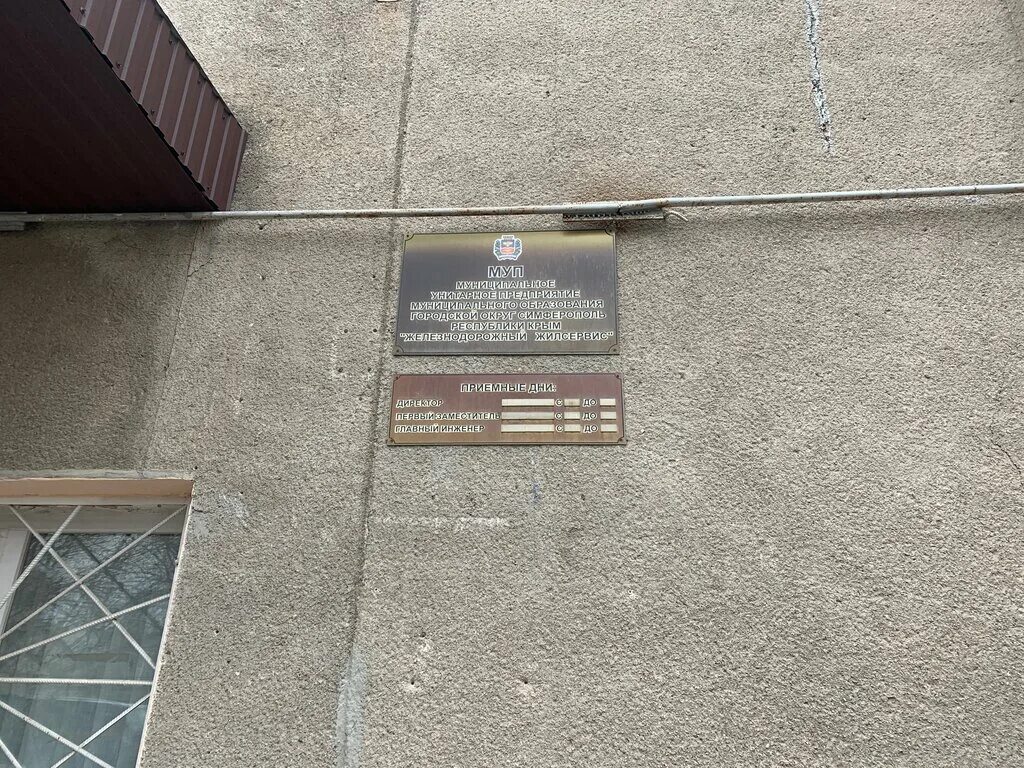 МУП
МУНИЦИПАЛЬНОЕ
УНИТАРНОЕ ПРЕДПРИЯТИЕ
МУНИЦИПАЛЬНОГО ОБРАЗОВАНИЯ
ГОРОДСКОЙ ОКРУГ СИМФЕРОПОЛЬ
РЕСПУБЛИКИ КРЫМ
"ЖЕЛЕЗНОДОРОЖНЫЙ ЖИЛСЕРВИС"
ПРИЕМНЫЕ ДНИ:
ДИРЕКТОР С ДО
ПЕРВЫЙ ЗАМЕСТИТЕЛЬ С ДО
ГЛАВНЫЙ ИНЖЕНЕР С ДО